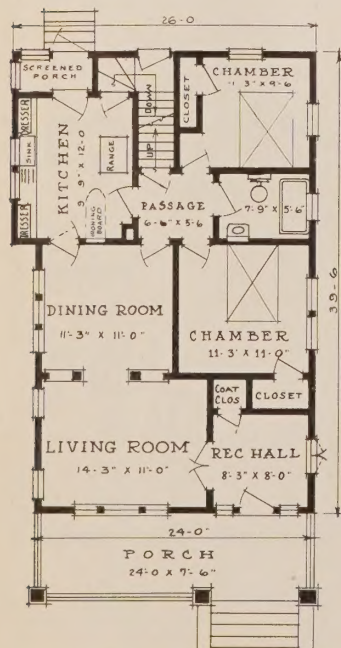 26-0
SCREENED
PORCH
CHAMBER
11'-3" X 9'-6
CLOSET
DOWN
UP
DRESSER
SINK
DRESSER
KITCHEN
9'-9" X 12-0
RANGE
IRONING
BOARD
PASSAGE
6'-6" X 5'-6
7'-9" X 5'-6"
39-6
DINING ROOM
11'-3" X 11'-0"
CHAMBER
11'-3' X 11'-0"
COAT
CLOS
CLOSET
LIVING ROOM
14'-3" X 11'-0"
REC HALL
8'-3" X 8'-0"
24'-0"
PORCH
24'-0 X 7'-6"